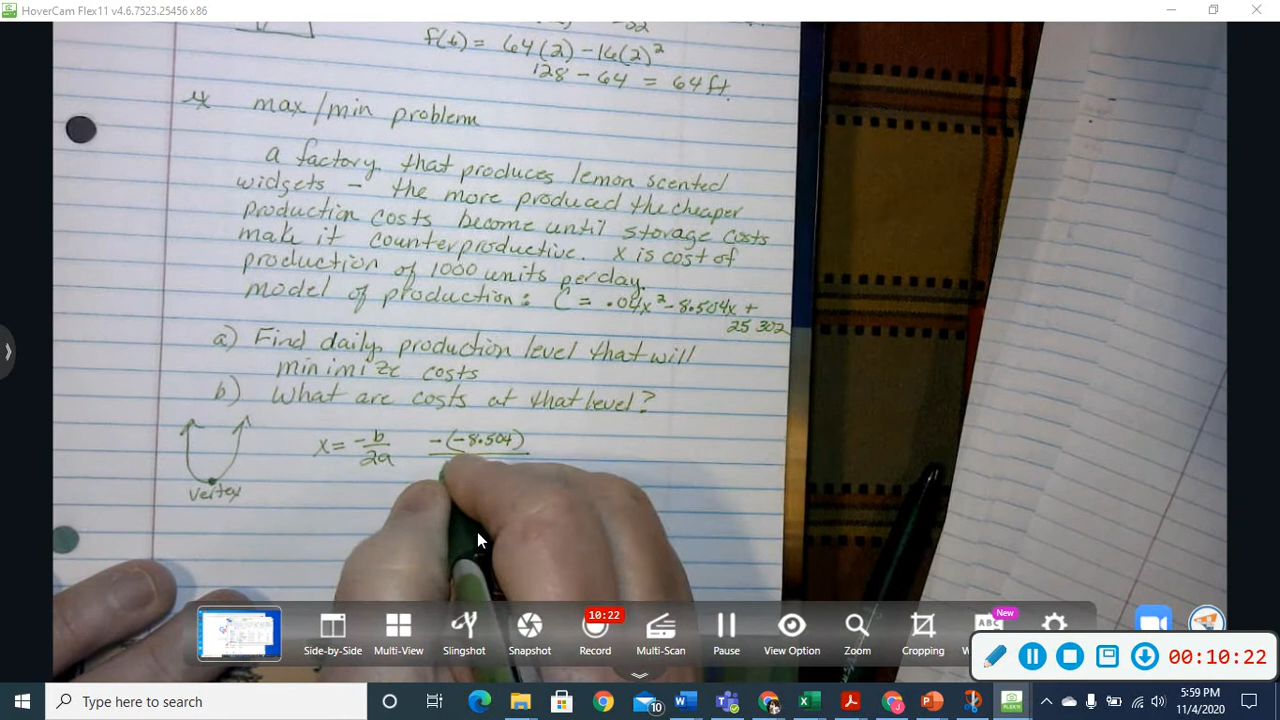 HoverCam Flex11 v4.6.7523.25456 x86
f(t) = 64(2) - 16(2)²
128 - 64 = 64 ft.
ex max/min problem
a factory that produces lemon scented
widgets - the more produced the cheaper
production costs become until storage costs
make it counterproductive. X is cost of
production of 1000 units per day.
model of production: C = .04x² - 8.504x +
25 302
a) Find daily production level that will
minimize costs
b) What are costs at that level?
x = -b/2a -(-8.504)
vertex
10:22
New
ABC
Side-by-Side Multi-View Slingshot Snapshot Record Multi-Scan Pause View Option Zoom Cropping W
00:10:22
Type here to search
10
FLEX11
5:59 PM
11/4/2020